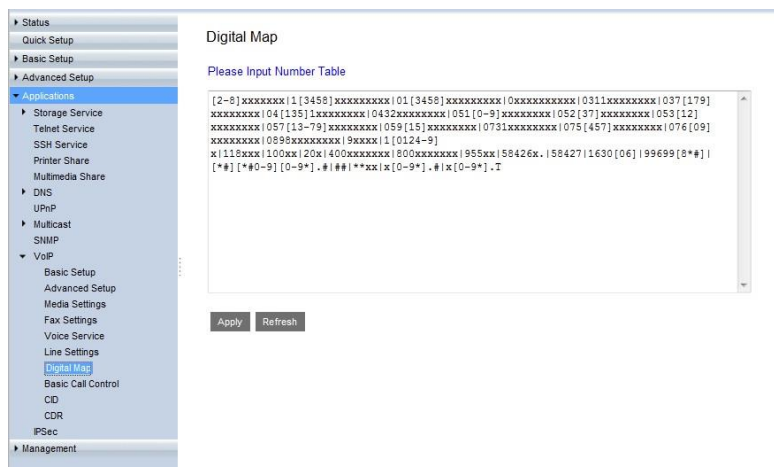 Status
Quick Setup
Basic Setup
Advanced Setup
Applications
Storage Service
Telnet Service
SSH Service
Printer Share
Multimedia Share
DNS
UPnP
Multicast
SNMP
VoIP
Basic Setup
Advanced Setup
Media Settings
Fax Settings
Voice Service
Line Settings
Digital Map
Basic Call Control
CID
CDR
IPSec
Management
Digital Map
Please Input Number Table
[2-8]xxxxxxx|1[3458]xxxxxxxxx|01[3458]xxxxxxxxx|0xxxxxxxxxx|0311xxxxxxxx|037[179]
xxxxxxxx|04[135]1xxxxxxxx|0432xxxxxxxx|051[0-9]xxxxxxxx|052[37]xxxxxxxx|053[12]
xxxxxxxx|057[13-79]xxxxxxxx|059[15]xxxxxxxx|0731xxxxxxxx|075[457]xxxxxxxx|076[09]
xxxxxxxx|0898xxxxxxxx|9xxxx|1[0124-9]
x|118xxx|100xx|20x|400xxxxxxx|800xxxxxxx|955xx|58426x.|58427|1630[06]|99699[8*#]|
[*#][*#0-9][0-9*].#|##|**xx|x[0-9*].#|x[0-9*].T
Apply Refresh